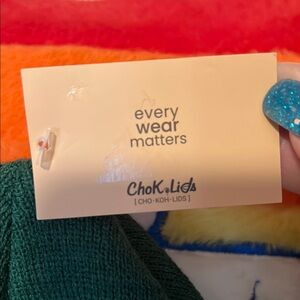 every
wear
matters
ChoK.Lids
[CHO-KOH-LIDS]